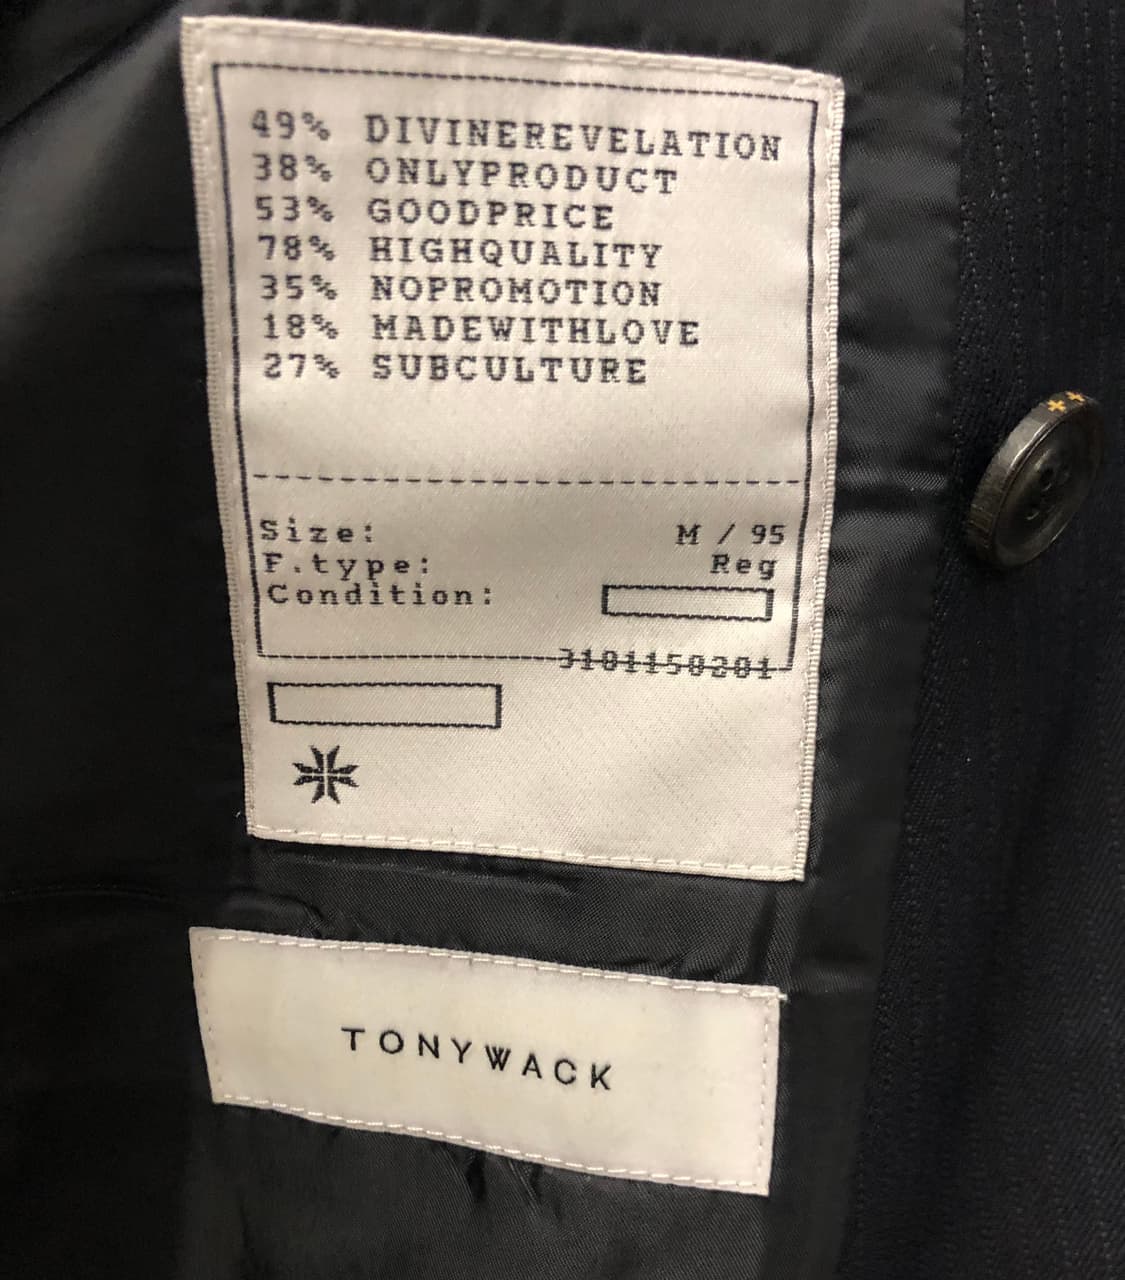 49% DIVINEREVELATION
38% ONLYPRODUCT
53% GOODPRICE
78% HIGHQUALITY
35% NOPROMOTION
18% MADEWITHLOVE
27% SUBCULTURE
Size: M / 95
F.type: Reg
Condition:
3101150201
TONYWACK